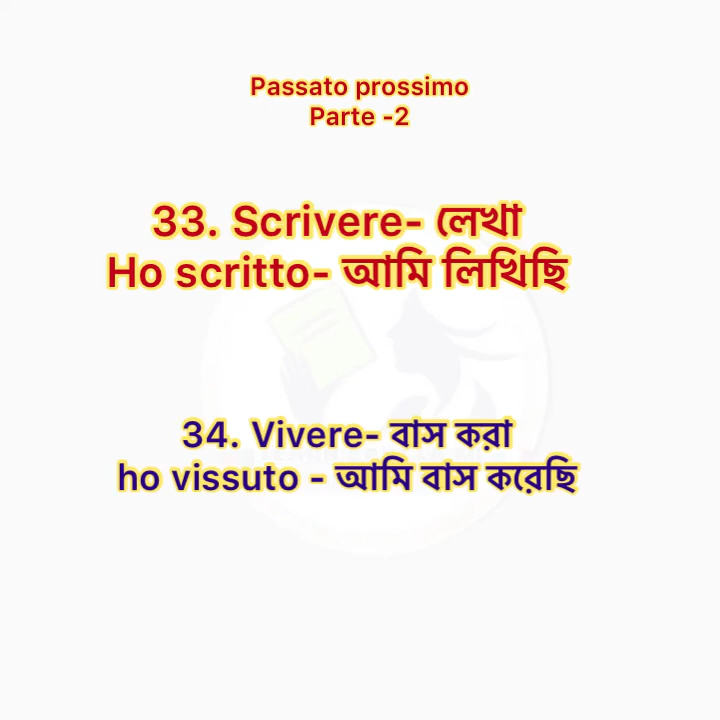 Passato prossimo
Parte -2
33. Scrivere- লেখা
Ho scritto- আমি লিখিছি
34. Vivere- বাস করা
ho vissuto - আমি বাস করেছি